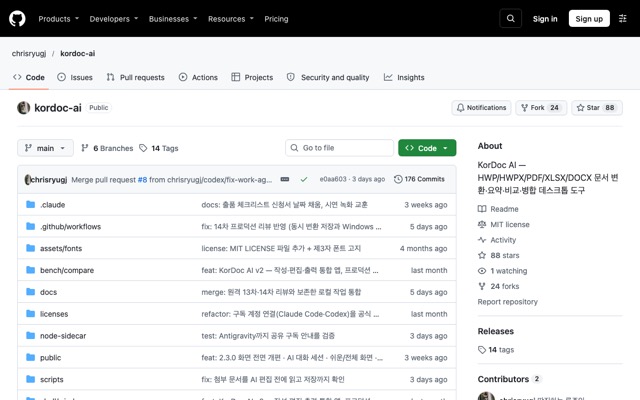 Products Developers Businesses Resources Pricing Sign in Sign up
chrisryugj / kordoc-ai
Code Issues Pull requests Actions Projects Security and quality Insights
kordoc-ai Public Notifications Fork 24 Star 88
main 6 Branches 14 Tags Go to file Code
chrisryugj Merge pull request #8 from chrisryugj/codex/fix-work-ag... e0aa603 · 3 days ago 176 Commits
.claude docs: 출품 체크리스트 신청서 날짜 채움, 시연 녹화 교훈 3 weeks ago
.github/workflows fix: 14차 프로덕션 리뷰 반영 (동시 변환 저장과 Windows ... 5 days ago
assets/fonts license: MIT LICENSE 파일 추가 + 제3자 폰트 고지 4 months ago
bench/compare feat: KorDoc AI v2 — 작성·편집·출력 통합 앱, 프로덕션 ... last month
docs merge: 원격 13차·14차 리뷰와 보존한 로컬 작업 통합 5 days ago
licenses refactor: 구독 계정 연결(Claude Code·Codex)을 공식 ... last month
node-sidecar test: Antigravity까지 공유 구독 안내를 검증 3 days ago
public feat: 2.3.0 화면 전면 개편 · AI 대화 세션 · 쉬운/전체 화면 ·... 3 weeks ago
scripts fix: 첨부 문서를 AI 편집 전에 읽고 저장까지 확인 3 days ago
About
KorDoc AI —
HWP/HWPX/PDF/XLSX/DOCX 문서 변
환·요약·비교·병합 데스크톱 도구
Readme
MIT license
Activity
88 stars
1 watching
24 forks
Report repository
Releases
14 tags
Contributors 2
chrisryugj